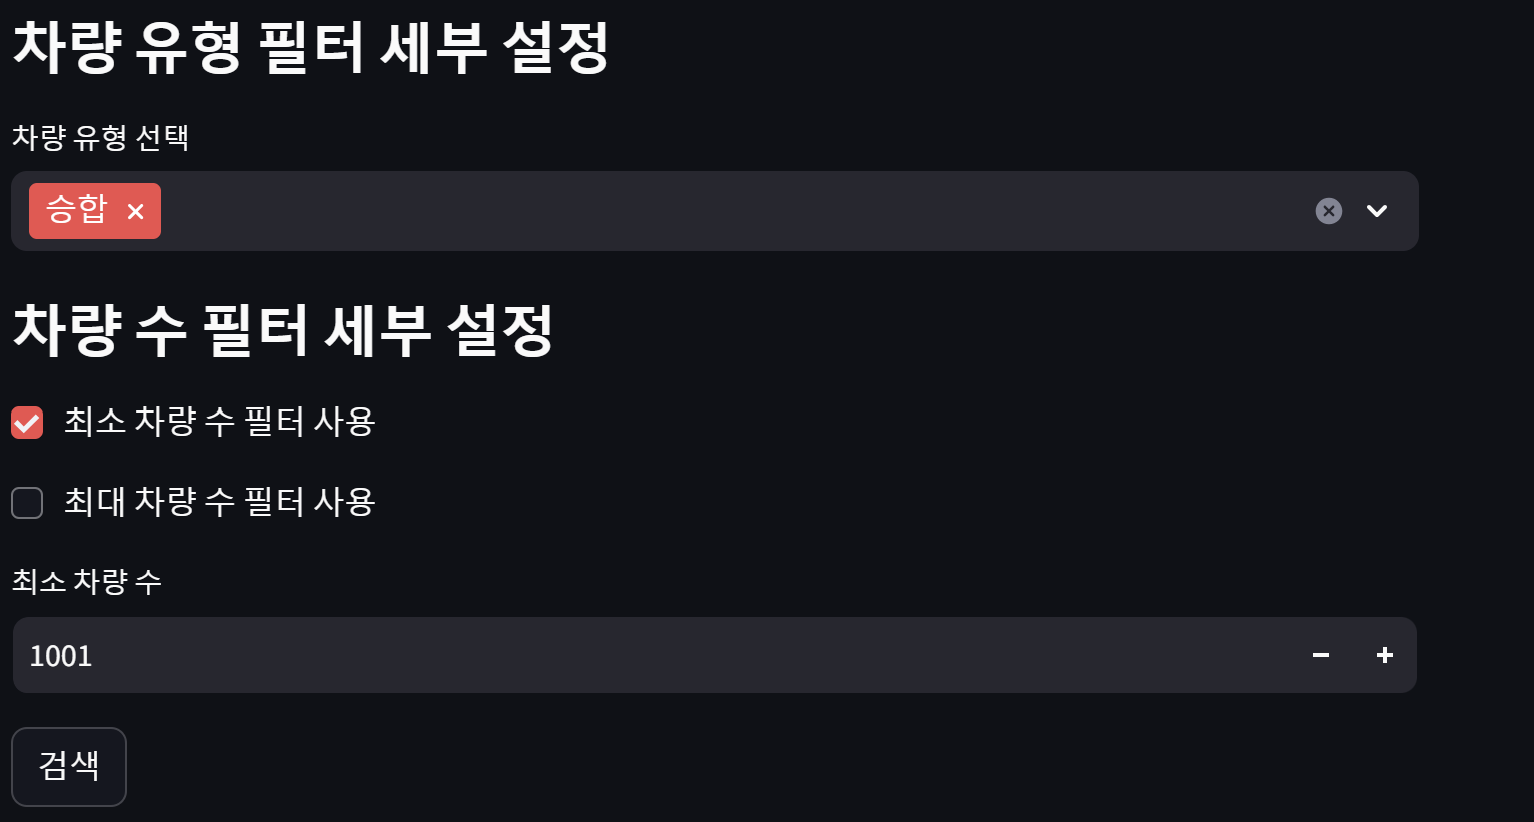 차량 유형 필터 세부 설정
차량 유형 선택
승합
차량 수 필터 세부 설정
최소 차량 수 필터 사용
최대 차량 수 필터 사용
최소 차량 수
1001
검색